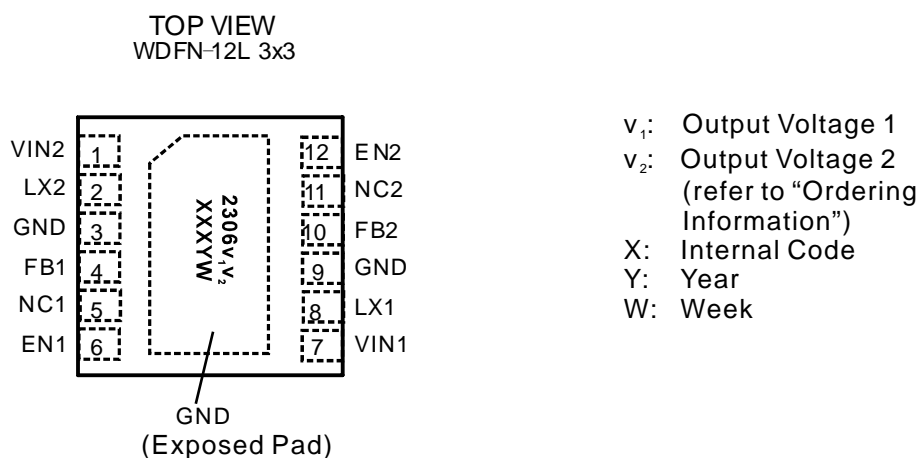 TOP VIEW
WDFN-12L 3x3
VIN2 1
LX2 2
GND 3
FB1 4
NC1 5
EN1 6
12 EN2
11 NC2
10 FB2
9 GND
8 LX1
7 VIN1
2306v₁v₂
XXXYW
GND
(Exposed Pad)
v₁: Output Voltage 1
v₂: Output Voltage 2
(refer to “Ordering
Information”)
X: Internal Code
Y: Year
W: Week